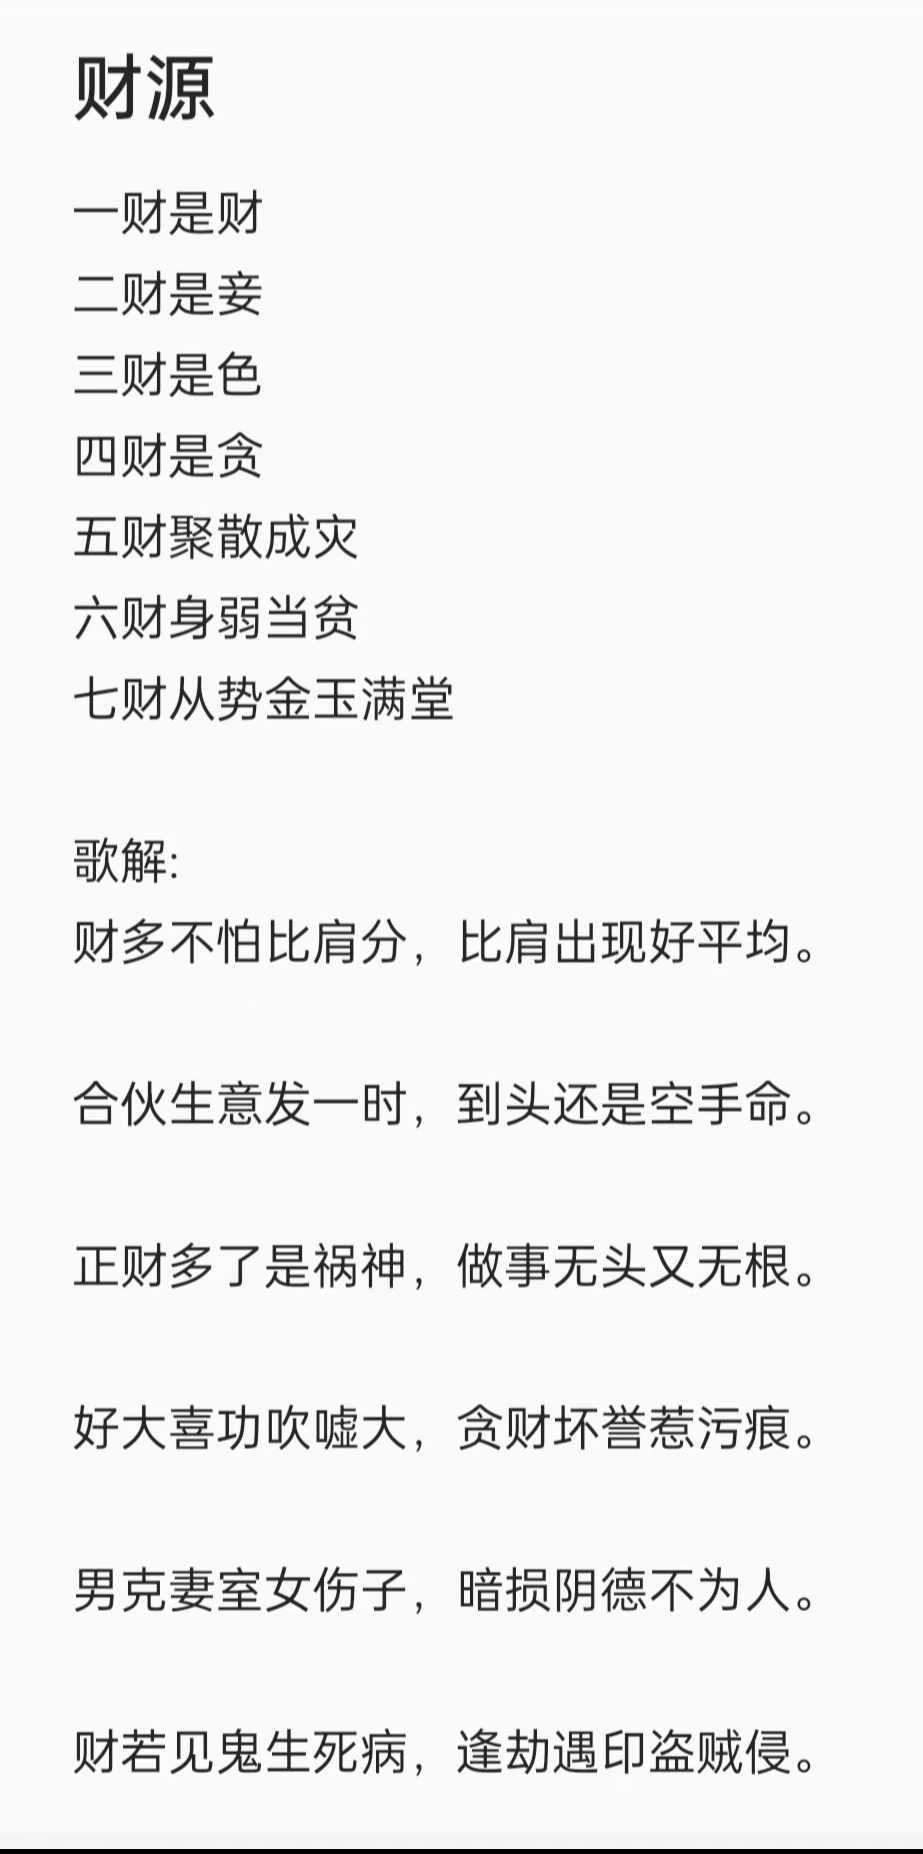 财源
一财是财
二财是妾
三财是色
四财是贪
五财聚散成灾
六财身弱当贫
七财从势金玉满堂
歌解:
财多不怕比肩分，比肩出现好平均。
合伙生意发一时，到头还是空手命。
正财多了是祸神，做事无头又无根。
好大喜功吹嘘大，贪财坏誉惹污痕。
男克妻室女伤子，暗损阴德不为人。
财若见鬼生死病，逢劫遇印盗贼侵。